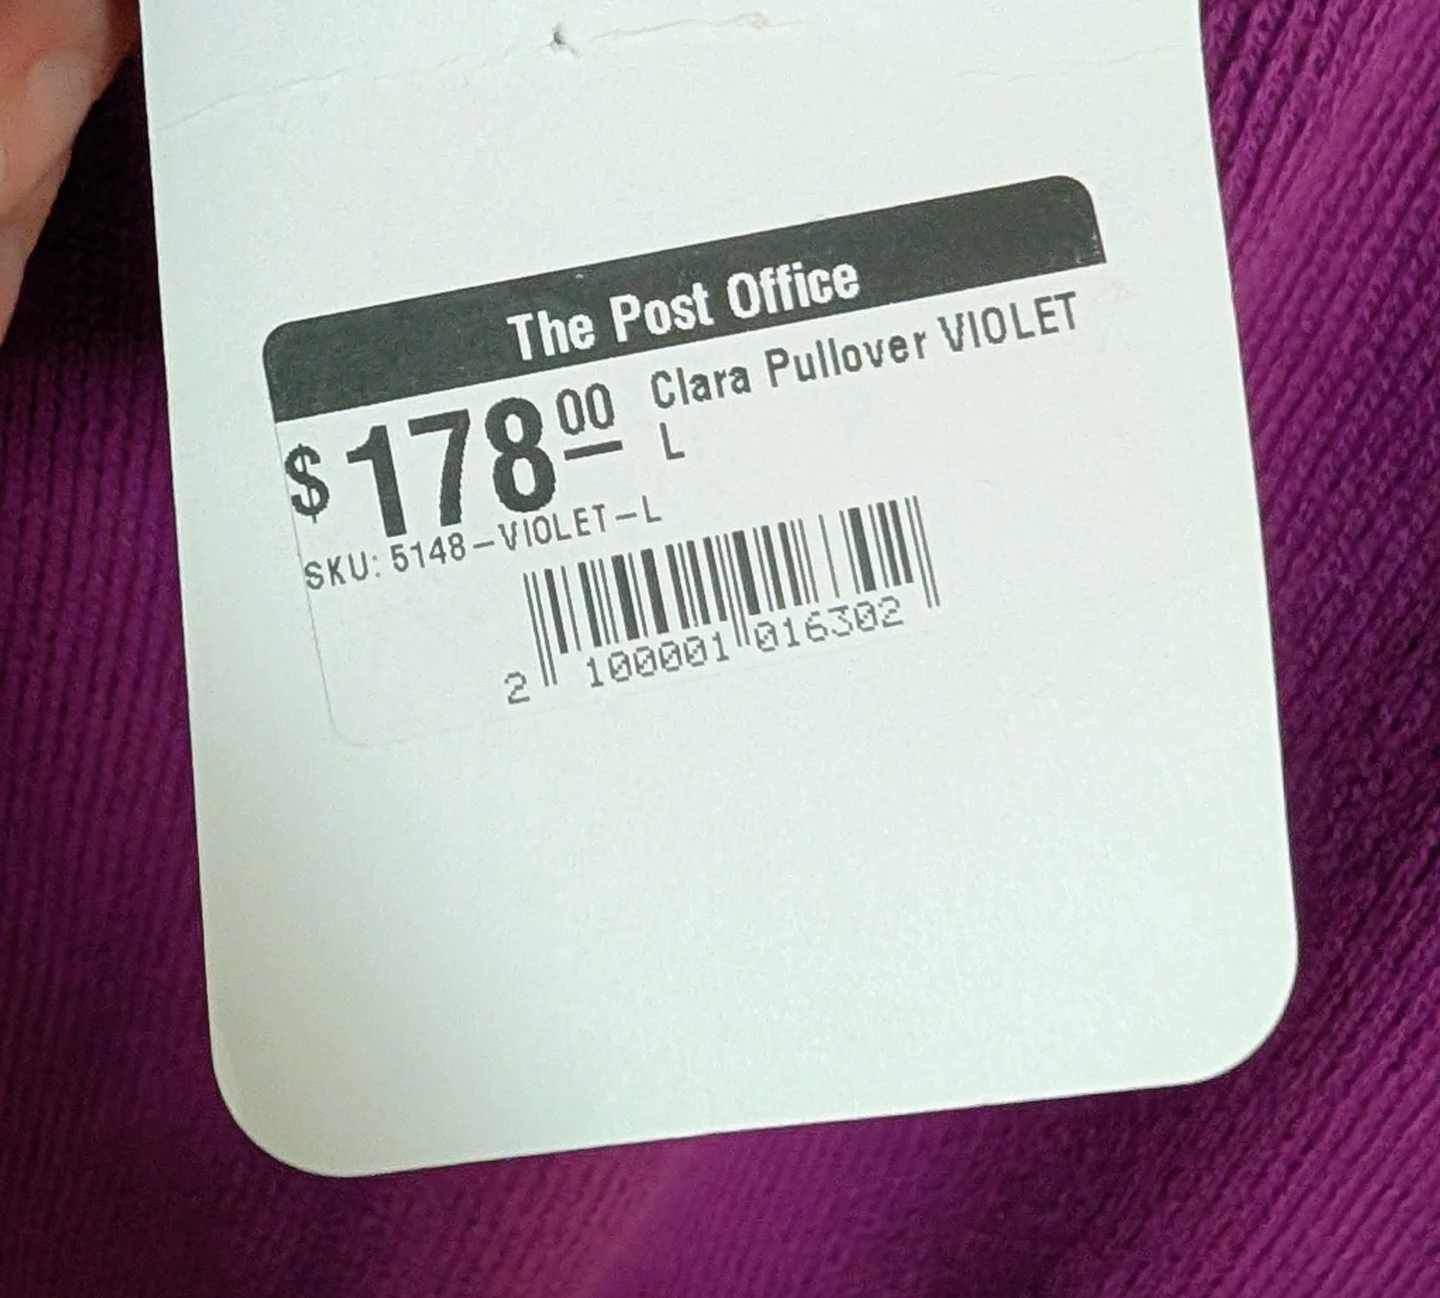 The Post Office
$178.00 Clara Pullover VIOLET
L
SKU: 5148-VIOLET-L
2 100001 016302